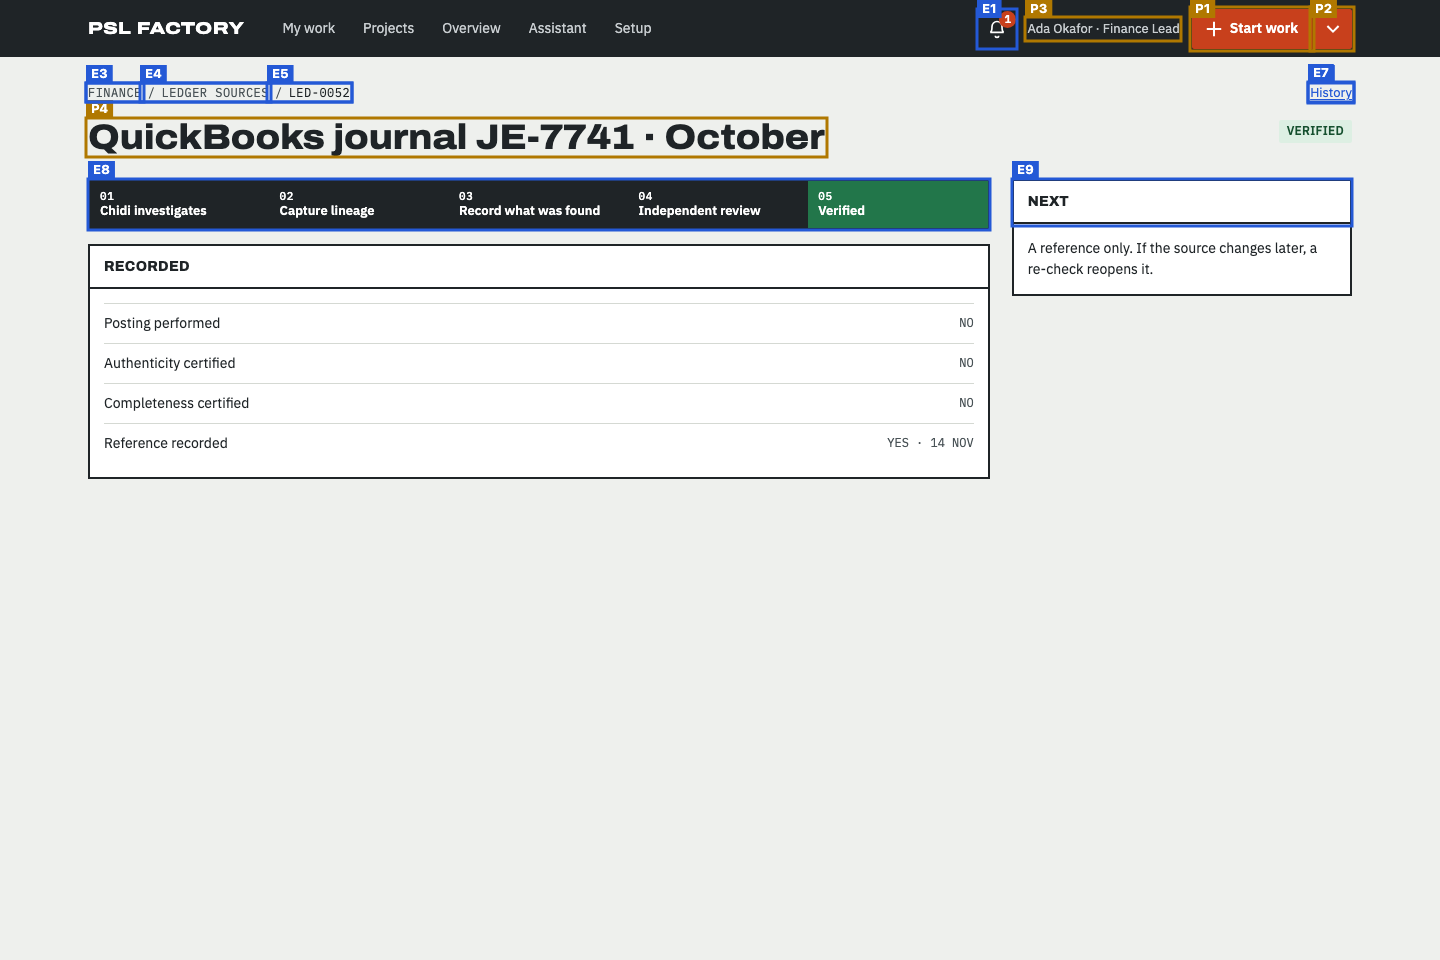 PSL FACTORY
My work
Projects
Overview
Assistant
Setup
E1
1
P3
Ada Okafor · Finance Lead
P1
Start work
P2
E3
E4
E5
FINANCE / LEDGER SOURCES / LED-0052
E7
History
P4
QuickBooks journal JE-7741 · October
VERIFIED
E8
01
Chidi investigates
02
Capture lineage
03
Record what was found
04
Independent review
05
Verified
E9
NEXT
A reference only. If the source changes later, a
re-check reopens it.
RECORDED
Posting performed NO
Authenticity certified NO
Completeness certified NO
Reference recorded YES · 14 NOV